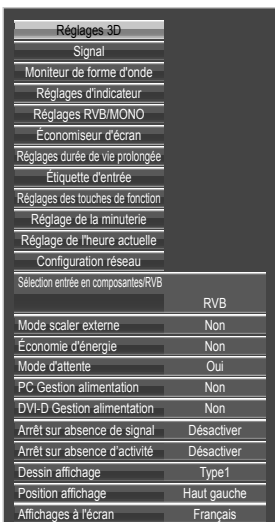 Réglages 3D
Signal
Moniteur de forme d'onde
Réglages d'indicateur
Réglages RVB/MONO
Économiseur d'écran
Réglages durée de vie prolongée
Étiquette d'entrée
Réglages des touches de fonction
Réglage de la minuterie
Réglage de l'heure actuelle
Configuration réseau
Sélection entrée en composantes/RVB
RVB
Mode scaler externe Non
Économie d'énergie Non
Mode d'attente Oui
PC Gestion alimentation Non
DVI-D Gestion alimentation Non
Arrêt sur absence de signal Désactiver
Arrêt sur absence d'activité Désactiver
Dessin affichage Type1
Position affichage Haut gauche
Affichages à l'écran Français